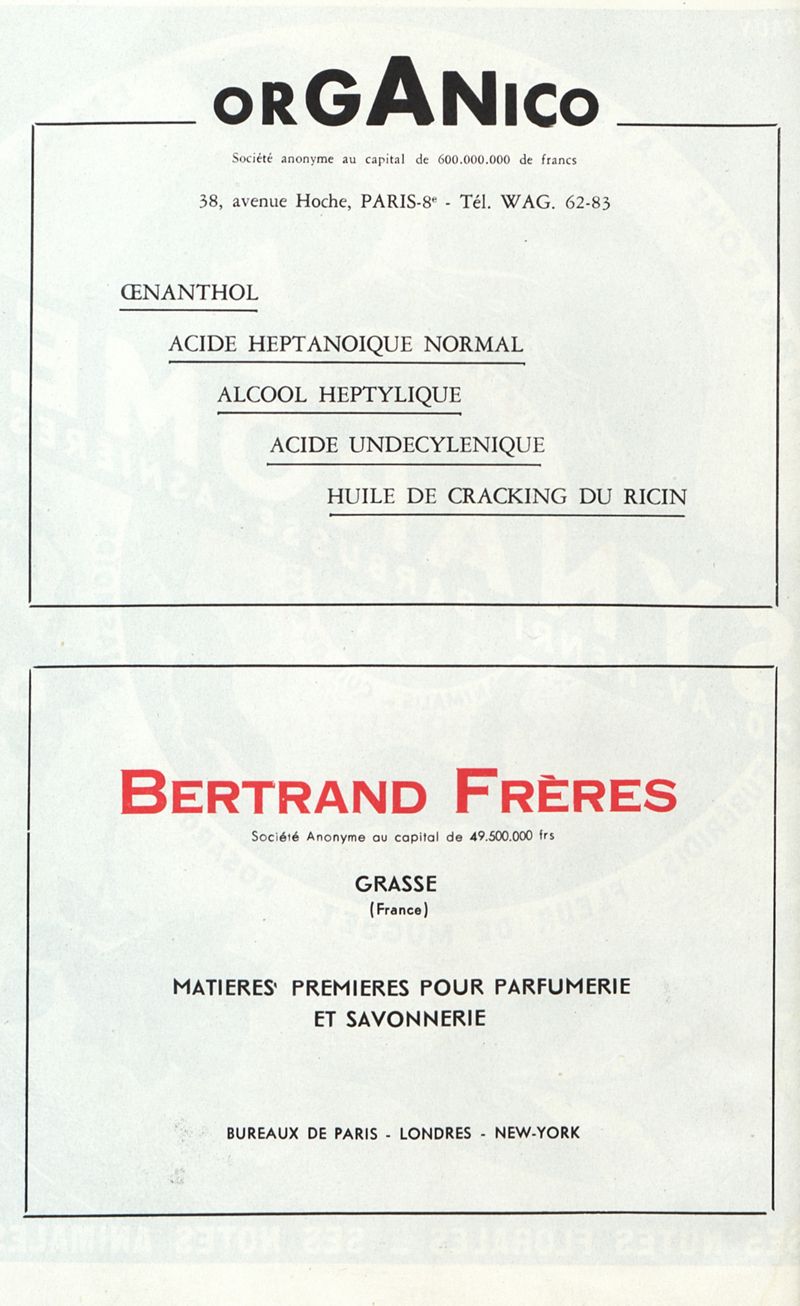 ORGANICO
Société anonyme au capital de 600.000.000 de francs
38, avenue Hoche, PARIS-8e - Tél. WAG. 62-83
ŒNANTHOL
ACIDE HEPTANOIQUE NORMAL
ALCOOL HEPTYLIQUE
ACIDE UNDECYLENIQUE
HUILE DE CRACKING DU RICIN
BERTRAND FRÈRES
Société Anonyme au capital de 49.500.000 frs
GRASSE
(France)
MATIERES PREMIERES POUR PARFUMERIE
ET SAVONNERIE
BUREAUX DE PARIS - LONDRES - NEW-YORK